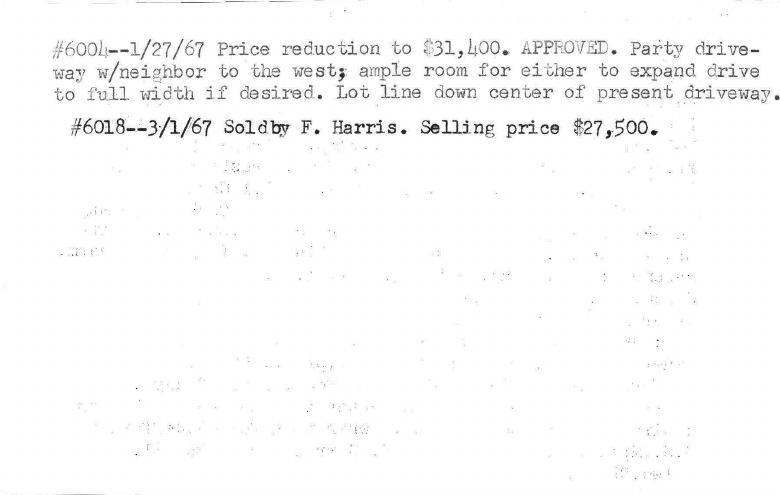 #6004--1/27/67 Price reduction to $31,400. APPROVED. Party drive-
way w/neighbor to the west; ample room for either to expand drive
to full width if desired. Lot line down center of present driveway.
#6018--3/1/67 Soldby F. Harris. Selling price $27,500.